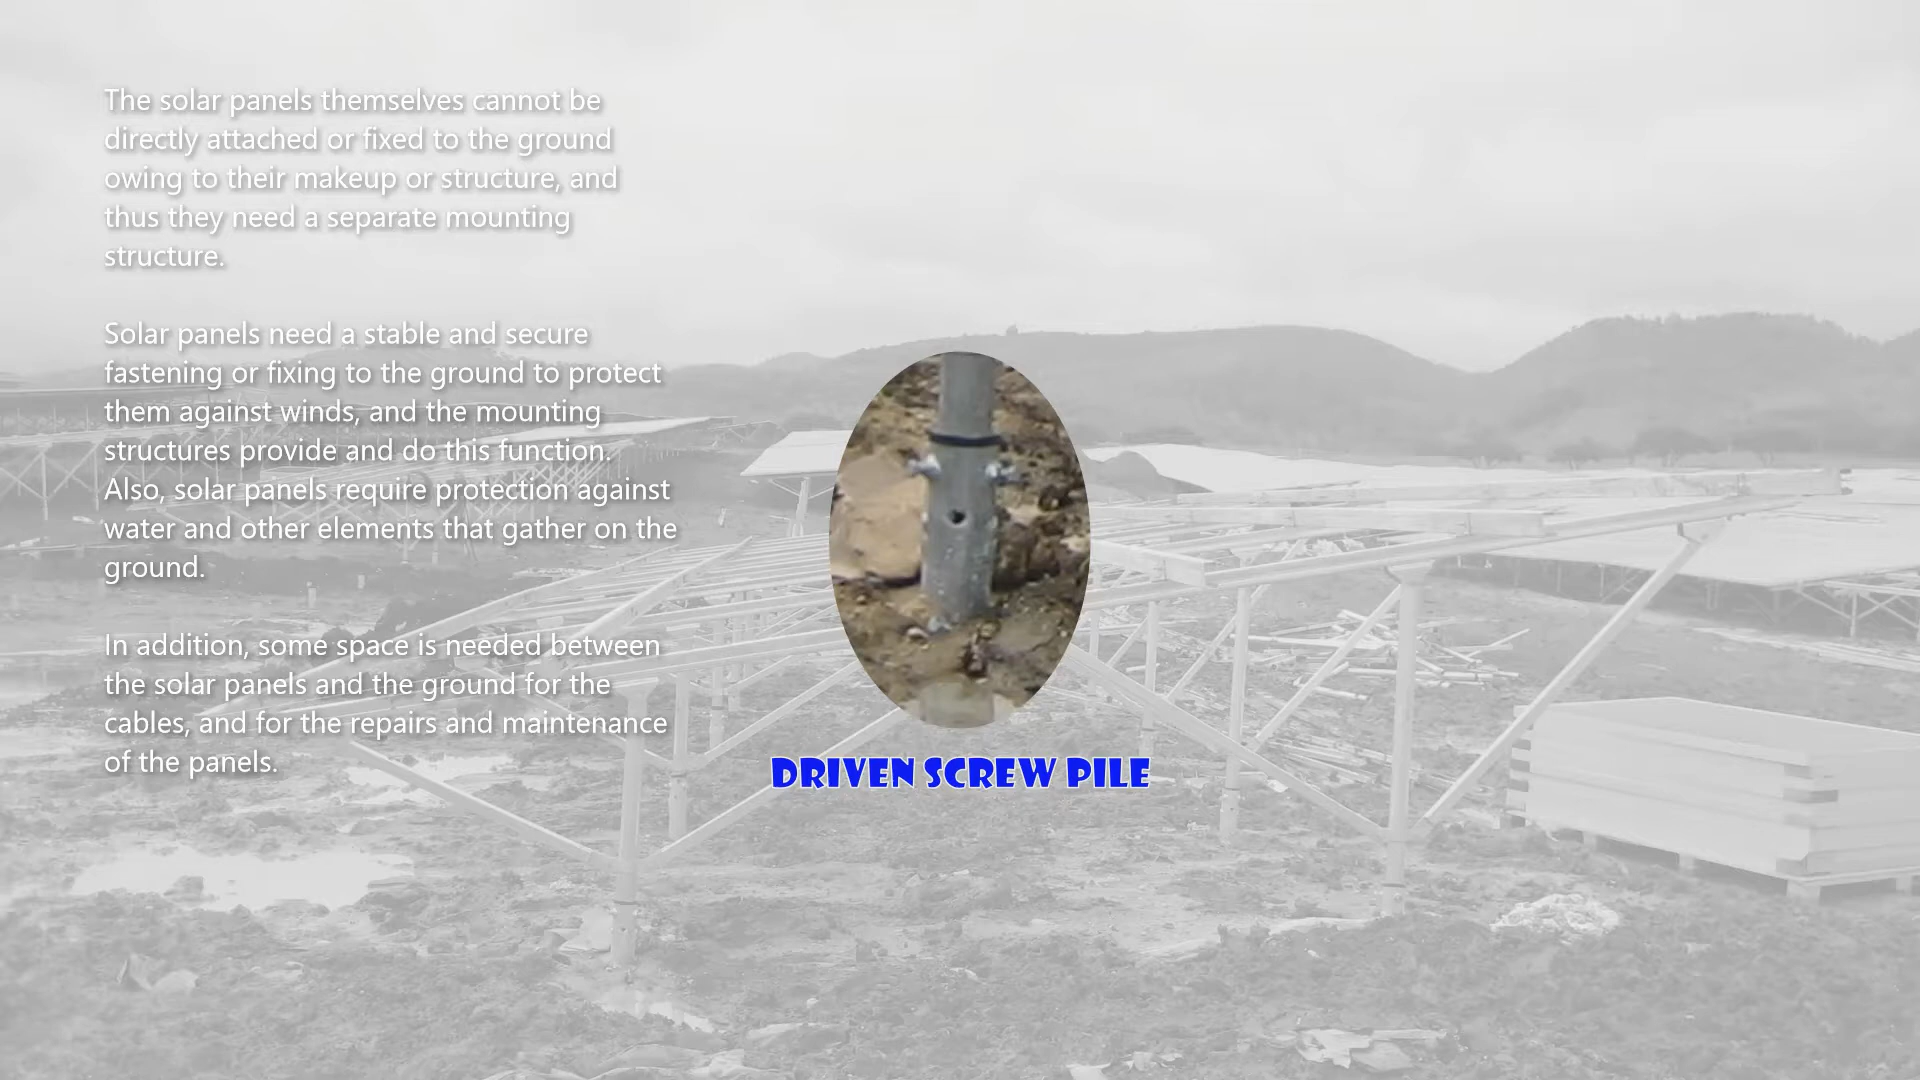 The solar panels themselves cannot be
directly attached or fixed to the ground
owing to their makeup or structure, and
thus they need a separate mounting
structure.
Solar panels need a stable and secure
fastening or fixing to the ground to protect
them against winds, and the mounting
structures provide and do this function.
Also, solar panels require protection against
water and other elements that gather on the
ground.
In addition, some space is needed between
the solar panels and the ground for the
cables, and for the repairs and maintenance
of the panels.
DRIVEN SCREW PILE